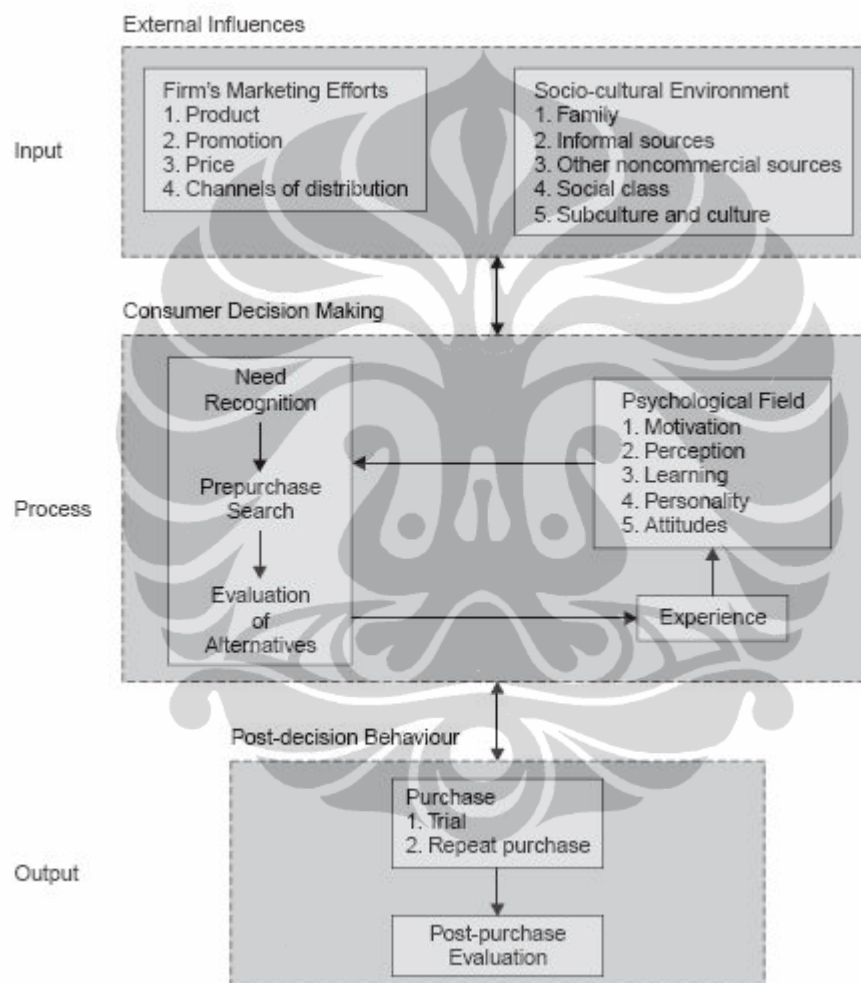 External Influences
Input
Firm's Marketing Efforts
1. Product
2. Promotion
3. Price
4. Channels of distribution
Socio-cultural Environment
1. Family
2. Informal sources
3. Other noncommercial sources
4. Social class
5. Subculture and culture
Consumer Decision Making
Process
Need
Recognition
Prepurchase
Search
Evaluation
of
Alternatives
Psychological Field
1. Motivation
2. Perception
3. Learning
4. Personality
5. Attitudes
Experience
Post-decision Behaviour
Output
Purchase
1. Trial
2. Repeat purchase
Post-purchase
Evaluation